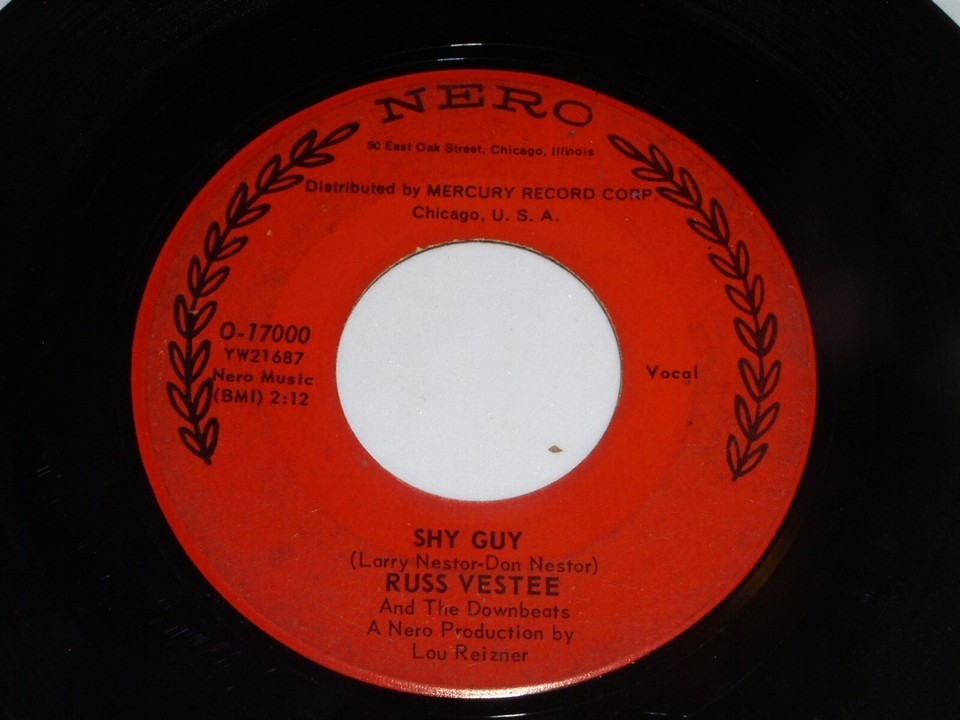 NERO
50 East Oak Street, Chicago, Illinois
Distributed by MERCURY RECORD CORP.
Chicago, U. S. A.
O-17000
YW21687
Nero Music
(BMI) 2:12
Vocal
SHY GUY
(Larry Nestor-Don Nestor)
RUSS VESTEE
And The Downbeats
A Nero Production by
Lou Reizner